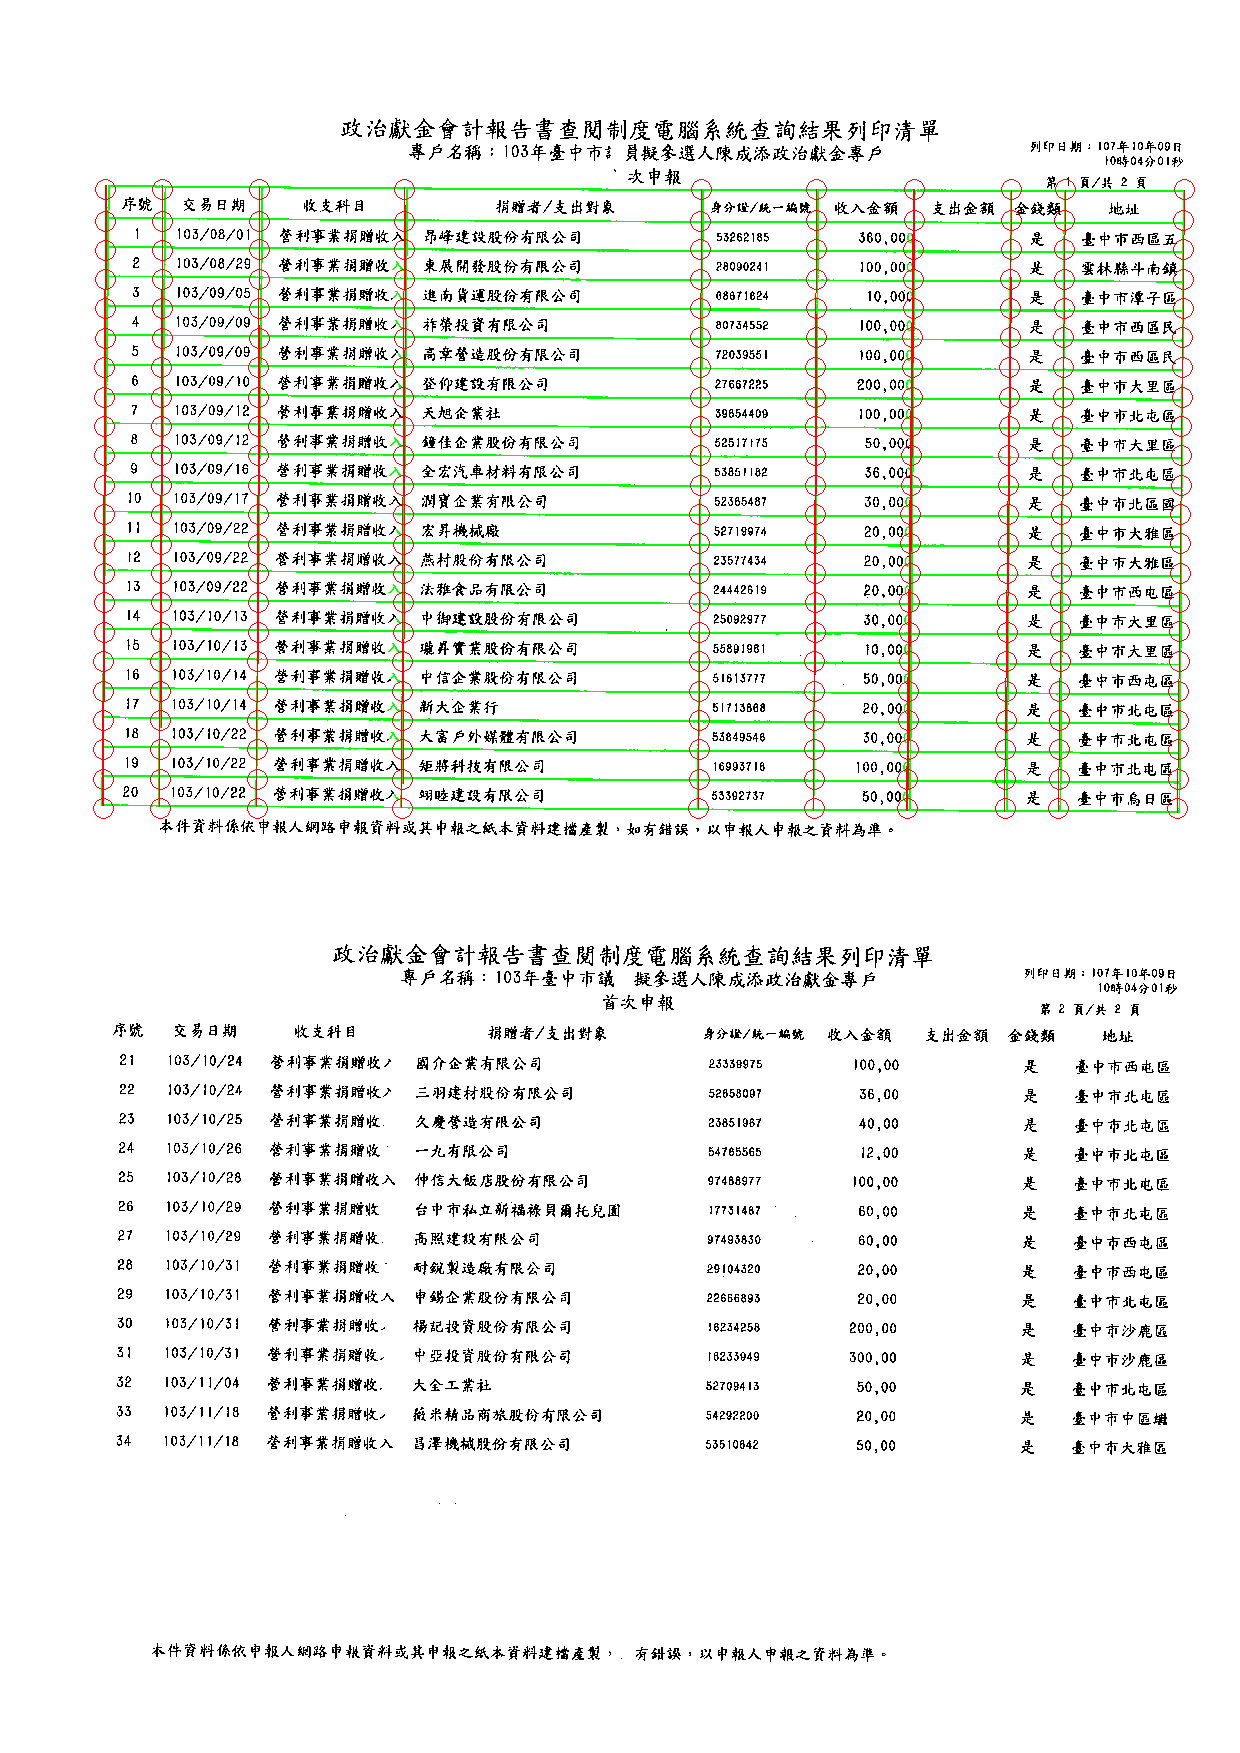 政治獻金會計報告書查閱制度電腦系統查詢結果列印清單
專戶名稱：103年臺中市 員擬參選人陳成添政治獻金專戶
列印日期：107年10年09日
10時04分01秒
次申報
第 1 頁/共 2 頁
序號 交易日期 收支科目 捐贈者/支出對象 身分證/統一編號 收入金額 支出金額 金錢類 地址
1 103/08/01 營利事業捐贈收入 昂峰建設股份有限公司 53262185 360,00 是 臺中市西區五
2 103/08/29 營利事業捐贈收入 東展開發股份有限公司 28090241 100,00 是 雲林縣斗南鎮
3 103/09/05 營利事業捐贈收 進南貨運股份有限公司 68671624 10,00 是 臺中市潭子區
4 103/09/09 營利事業捐贈收入 祚榮投資有限公司 80734552 100,00 是 臺中市西區民
5 103/09/09 營利事業捐贈收入 高章營造股份有限公司 72039551 100,00 是 臺中市西區民
6 103/09/10 營利事業捐贈收入 登仰建設有限公司 27667225 200,00 是 臺中市大里區
7 103/09/12 營利事業捐贈收入 天旭企業社 39654409 100,00 是 臺中市北屯區
8 103/09/12 營利事業捐贈收入 鐘佳企業股份有限公司 52517175 50,00 是 臺中市大里區
9 103/09/16 營利事業捐贈收入 全宏汽車材料有限公司 53851182 36,00 是 臺中市北屯區
10 103/09/17 營利事業捐贈收入 潤寶企業有限公司 52365487 30,00 是 臺中市北區國
11 103/09/22 營利事業捐贈收入 宏昇機械廠 52719974 20,00 是 臺中市大雅區
12 103/09/22 營利事業捐贈收入 燕村股份有限公司 23577434 20,00 是 臺中市大雅區
13 103/09/22 營利事業捐贈收入 法雅食品有限公司 24442619 20,00 是 臺中市西屯區
14 103/10/13 營利事業捐贈收入 中御建設股份有限公司 25092977 30,00 是 臺中市大里區
15 103/10/13 營利事業捐贈收入 瓏昇實業股份有限公司 55891981 10,00 是 臺中市大里區
16 103/10/14 營利事業捐贈收入 中信企業股份有限公司 51613777 50,00 是 臺中市西屯區
17 103/10/14 營利事業捐贈收入 新大企業行 51713868 20,00 是 臺中市北屯區
18 103/10/22 營利事業捐贈收入 大富戶外媒體有限公司 53849546 30,00 是 臺中市北屯區
19 103/10/22 營利事業捐贈收入 矩將科技有限公司 16993716 100,00 是 臺中市北屯區
20 103/10/22 營利事業捐贈收入 翊睦建設有限公司 53392737 50,00 是 臺中市烏日區
本件資料係依申報人網路申報資料或其申報之紙本資料建檔產製，如有錯誤，以申報人申報之資料為準。
政治獻金會計報告書查閱制度電腦系統查詢結果列印清單
專戶名稱：103年臺中市議 擬參選人陳成添政治獻金專戶
列印日期：107年10年09日
10時04分01秒
首次申報
第 2 頁/共 2 頁
序號 交易日期 收支科目 捐贈者/支出對象 身分證/統一編號 收入金額 支出金額 金錢類 地址
21 103/10/24 營利事業捐贈收 國介企業有限公司 23339975 100,00 是 臺中市西屯區
22 103/10/24 營利事業捐贈收 三羽建材股份有限公司 52658097 36,00 是 臺中市北屯區
23 103/10/25 營利事業捐贈收 久慶營造有限公司 23851967 40,00 是 臺中市北屯區
24 103/10/26 營利事業捐贈收 一九有限公司 54765565 12,00 是 臺中市北屯區
25 103/10/28 營利事業捐贈收入 仲信大飯店股份有限公司 97488977 100,00 是 臺中市北屯區
26 103/10/29 營利事業捐贈收 台中市私立新福祿貝爾托兒園 17731487 60,00 是 臺中市北屯區
27 103/10/29 營利事業捐贈收 高照建設有限公司 97493830 60,00 是 臺中市西屯區
28 103/10/31 營利事業捐贈收 耐銳製造廠有限公司 29104320 20,00 是 臺中市西屯區
29 103/10/31 營利事業捐贈收入 申錫企業股份有限公司 22666893 20,00 是 臺中市北屯區
30 103/10/31 營利事業捐贈收 楊記投資股份有限公司 16234258 200,00 是 臺中市沙鹿區
31 103/10/31 營利事業捐贈收 中亞投資股份有限公司 16233949 300,00 是 臺中市沙鹿區
32 103/11/04 營利事業捐贈收 大全工業社 52709413 50,00 是 臺中市北屯區
33 103/11/18 營利事業捐贈收 薇米精品商旅股份有限公司 54292200 20,00 是 臺中市中區繼
34 103/11/18 營利事業捐贈收入 昌澤機械股份有限公司 53510842 50,00 是 臺中市大雅區
本件資料係依申報人網路申報資料或其申報之紙本資料建檔產製， 有錯誤，以申報人申報之資料為準。